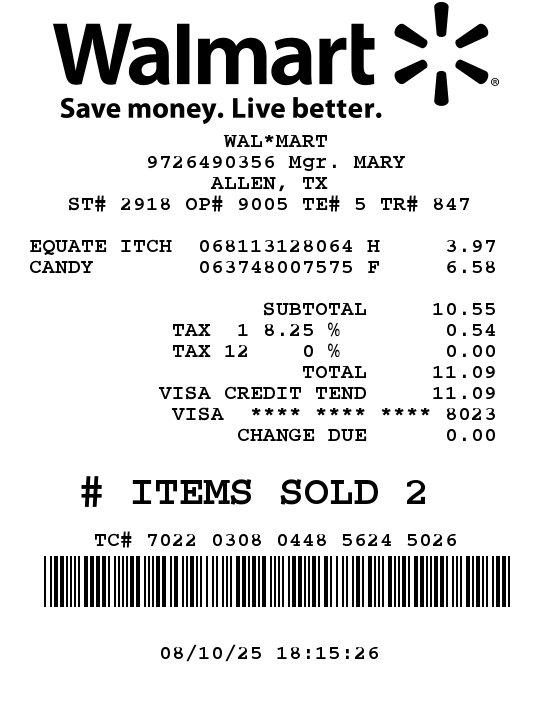 Walmart
®
Save money. Live better.
WAL*MART
9726490356 Mgr. MARY
ALLEN, TX
ST# 2918 OP# 9005 TE# 5 TR# 847
EQUATE ITCH 068113128064 H 3.97
CANDY 063748007575 F 6.58
SUBTOTAL 10.55
TAX 1 8.25 % 0.54
TAX 12 0 % 0.00
TOTAL 11.09
VISA CREDIT TEND 11.09
VISA **** **** **** 8023
CHANGE DUE 0.00
# ITEMS SOLD 2
TC# 7022 0308 0448 5624 5026
08/10/25 18:15:26